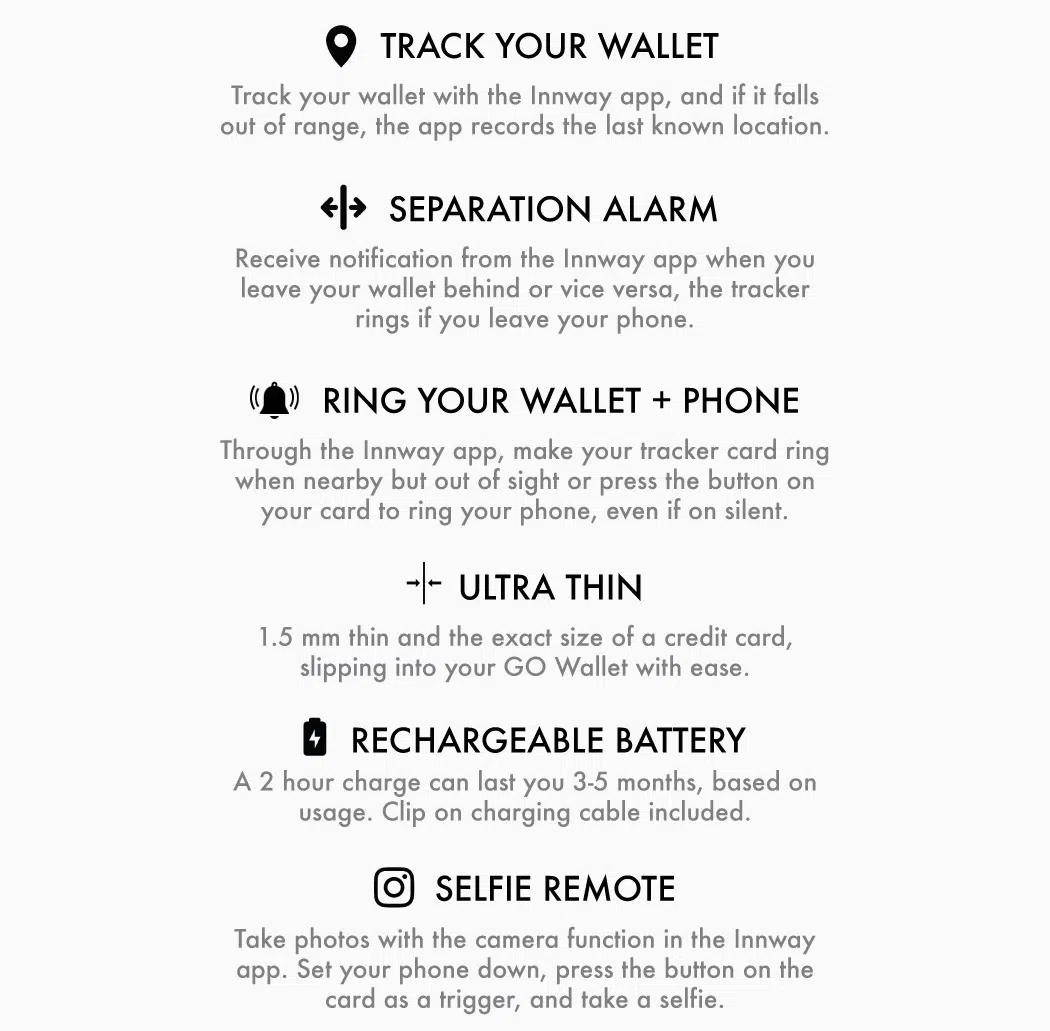 TRACK YOUR WALLET
Track your wallet with the Innway app, and if it falls
out of range, the app records the last known location.
SEPARATION ALARM
Receive notification from the Innway app when you
leave your wallet behind or vice versa, the tracker
rings if you leave your phone.
RING YOUR WALLET + PHONE
Through the Innway app, make your tracker card ring
when nearby but out of sight or press the button on
your card to ring your phone, even if on silent.
ULTRA THIN
1.5 mm thin and the exact size of a credit card,
slipping into your GO Wallet with ease.
RECHARGEABLE BATTERY
A 2 hour charge can last you 3-5 months, based on
usage. Clip on charging cable included.
SELFIE REMOTE
Take photos with the camera function in the Innway
app. Set your phone down, press the button on the
card as a trigger, and take a selfie.